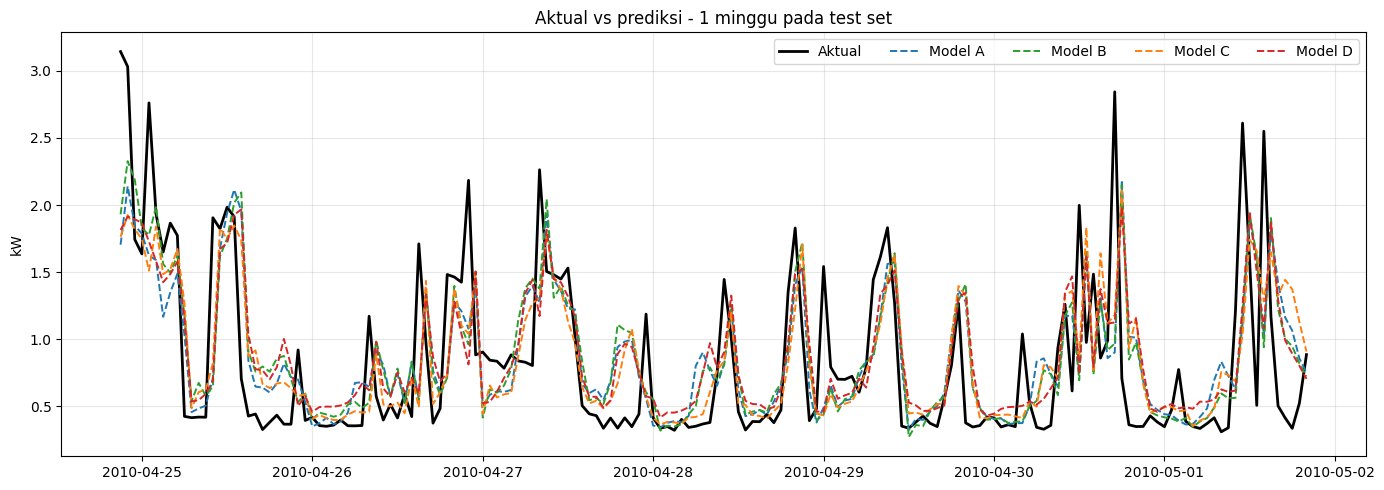 Aktual vs prediksi - 1 minggu pada test set
Aktual Model A Model B Model C Model D
3.0
2.5
2.0
1.5
1.0
0.5
kW
2010-04-25 2010-04-26 2010-04-27 2010-04-28 2010-04-29 2010-04-30 2010-05-01 2010-05-02